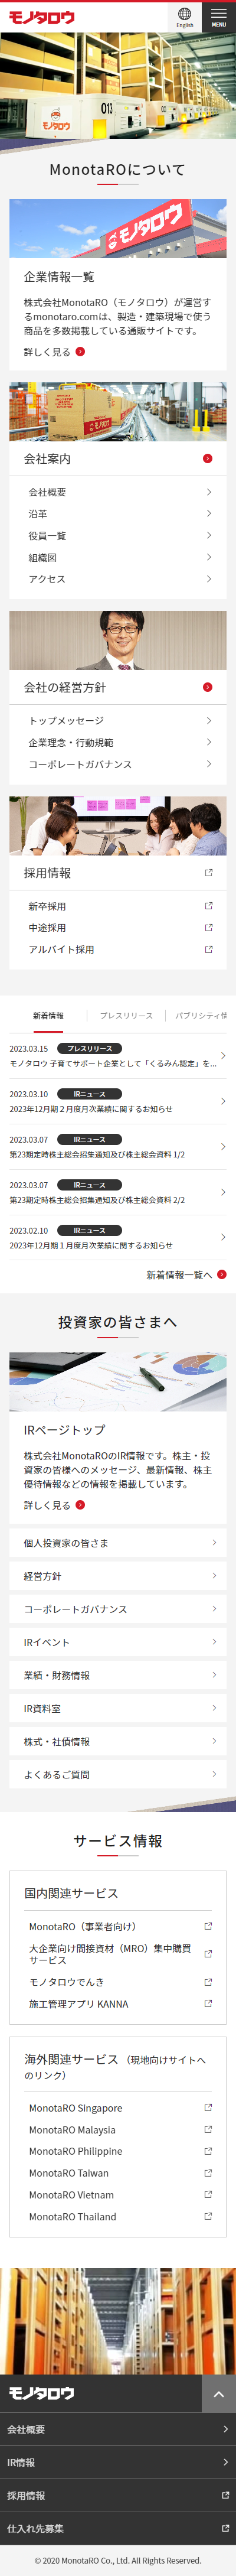 モノタロウ
English
MENU
013
モノタロウ
MonotaROについて
モノタロウ
企業情報一覧
株式会社MonotaRO（モノタロウ）が運営す
るmonotaro.comは、製造・建築現場で使う
商品を多数掲載している通販サイトです。
詳しく見る
会社案内
会社概要
沿革
役員一覧
組織図
アクセス
会社の経営方針
トップメッセージ
企業理念・行動規範
コーポレートガバナンス
採用情報
新卒採用
中途採用
アルバイト採用
新着情報
プレスリリース
パブリシティ情
2023.03.15 プレスリリース
モノタロウ 子育てサポート企業として「くるみん認定」を...
2023.03.10 IRニュース
2023年12月期２月度月次業績に関するお知らせ
2023.03.07 IRニュース
第23期定時株主総会招集通知及び株主総会資料 1/2
2023.03.07 IRニュース
第23期定時株主総会招集通知及び株主総会資料 2/2
2023.02.10 IRニュース
2023年12月期１月度月次業績に関するお知らせ
新着情報一覧へ
投資家の皆さまへ
IRページトップ
株式会社MonotaROのIR情報です。株主・投
資家の皆様へのメッセージ、最新情報、株主
優待情報などの情報を掲載しています。
詳しく見る
個人投資家の皆さま
経営方針
コーポレートガバナンス
IRイベント
業績・財務情報
IR資料室
株式・社債情報
よくあるご質問
サービス情報
国内関連サービス
MonotaRO（事業者向け）
大企業向け間接資材（MRO）集中購買
サービス
モノタロウでんき
施工管理アプリ KANNA
海外関連サービス（現地向けサイトへ
のリンク）
MonotaRO Singapore
MonotaRO Malaysia
MonotaRO Philippine
MonotaRO Taiwan
MonotaRO Vietnam
MonotaRO Thailand
モノタロウ
会社概要
IR情報
採用情報
仕入れ先募集
© 2020 MonotaRO Co., Ltd. All Rights Reserved.